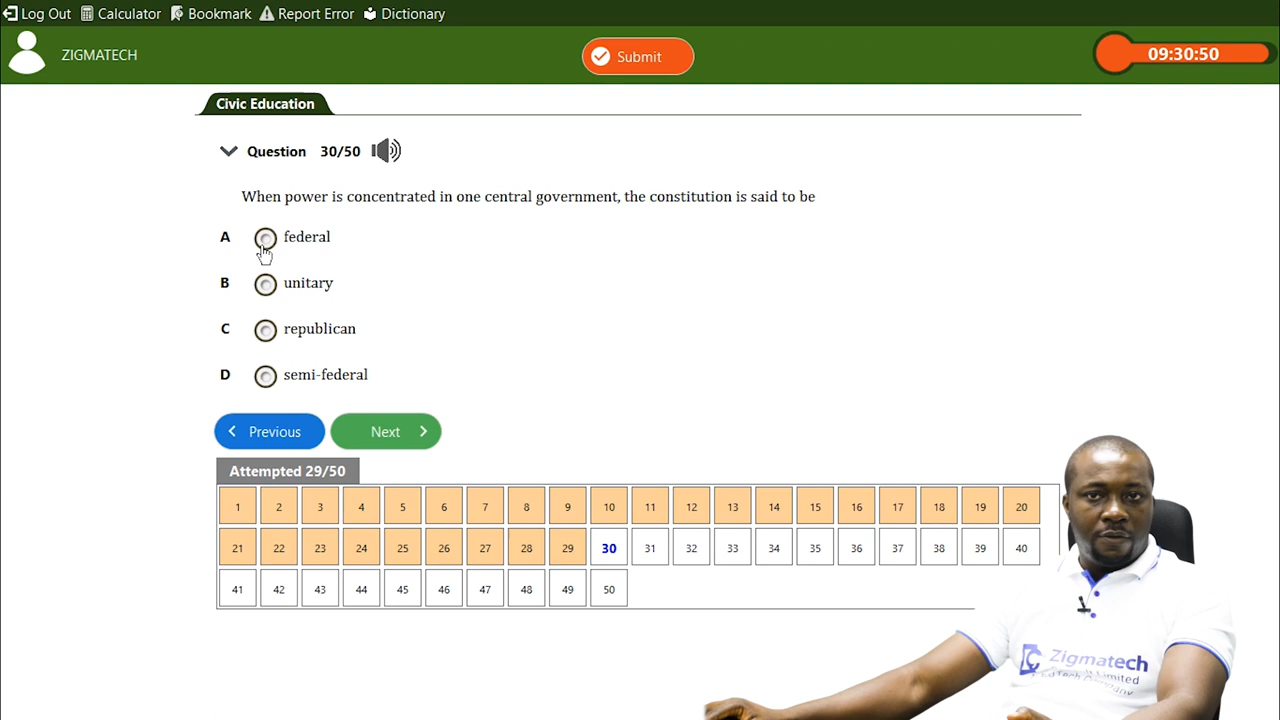 Log Out Calculator Bookmark Report Error Dictionary
ZIGMATECH
Submit
09:30:50
Civic Education
Question 30/50
When power is concentrated in one central government, the constitution is said to be
A federal
B unitary
C republican
D semi-federal
Previous Next
Attempted 29/50
1 2 3 4 5 6 7 8 9 10 11 12 13 14 15 16 17 18 19 20
21 22 23 24 25 26 27 28 29 30 31 32 33 34 35 36 37 38 39 40
41 42 43 44 45 46 47 48 49 50
Zigmatech
Limited
EdTech Company